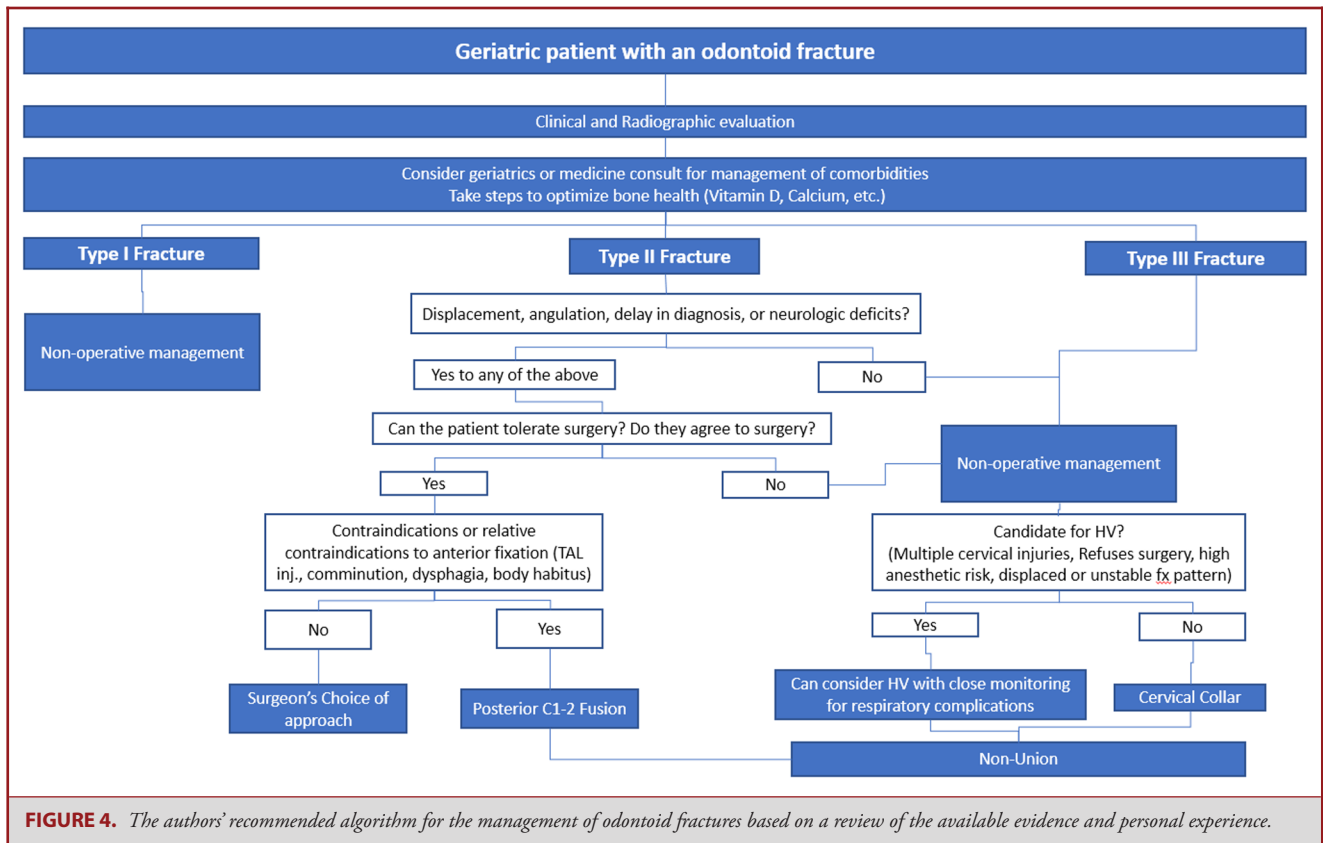 Geriatric patient with an odontoid fracture
Clinical and Radiographic evaluation
Consider geriatrics or medicine consult for management of comorbidities
Take steps to optimize bone health (Vitamin D, Calcium, etc.)
Type I Fracture
Type II Fracture
Type III Fracture
Non-operative management
Displacement, angulation, delay in diagnosis, or neurologic deficits?
Yes to any of the above
No
Can the patient tolerate surgery? Do they agree to surgery?
Yes
No
Non-operative management
Contraindications or relative
contraindications to anterior fixation (TAL
inj., comminution, dysphagia, body habitus)
Candidate for HV?
(Multiple cervical injuries, Refuses surgery, high
anesthetic risk, displaced or unstable fx pattern)
No
Yes
Yes
No
Surgeon's Choice of
approach
Posterior C1-2 Fusion
Can consider HV with close monitoring
for respiratory complications
Cervical Collar
Non-Union
FIGURE 4. The authors' recommended algorithm for the management of odontoid fractures based on a review of the available evidence and personal experience.